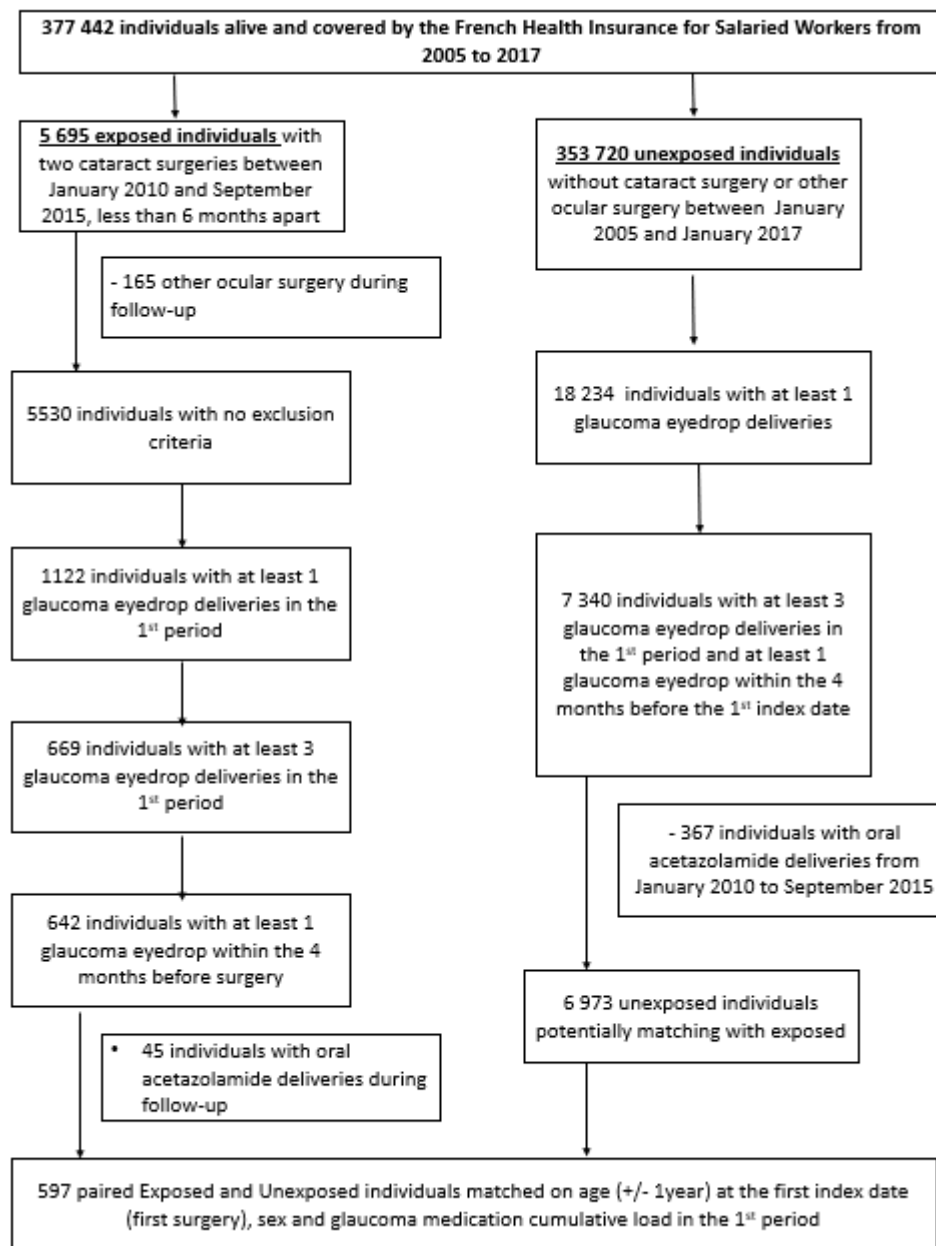 377 442 individuals alive and covered by the French Health Insurance for Salaried Workers from
2005 to 2017
5 695 exposed individuals with
two cataract surgeries between
January 2010 and September
2015, less than 6 months apart
- 165 other ocular surgery during
follow-up
5530 individuals with no exclusion
criteria
1122 individuals with at least 1
glaucoma eyedrop deliveries in the
1st period
669 individuals with at least 3
glaucoma eyedrop deliveries in the
1st period
642 individuals with at least 1
glaucoma eyedrop within the 4
months before surgery
• 45 individuals with oral
acetazolamide deliveries during
follow-up
353 720 unexposed individuals
without cataract surgery or other
ocular surgery between January
2005 and January 2017
18 234 individuals with at least 1
glaucoma eyedrop deliveries
7 340 individuals with at least 3
glaucoma eyedrop deliveries in
the 1st period and at least 1
glaucoma eyedrop within the 4
months before the 1st index date
- 367 individuals with oral
acetazolamide deliveries from
January 2010 to September 2015
6 973 unexposed individuals
potentially matching with exposed
597 paired Exposed and Unexposed individuals matched on age (+/- 1year) at the first index date
(first surgery), sex and glaucoma medication cumulative load in the 1st period